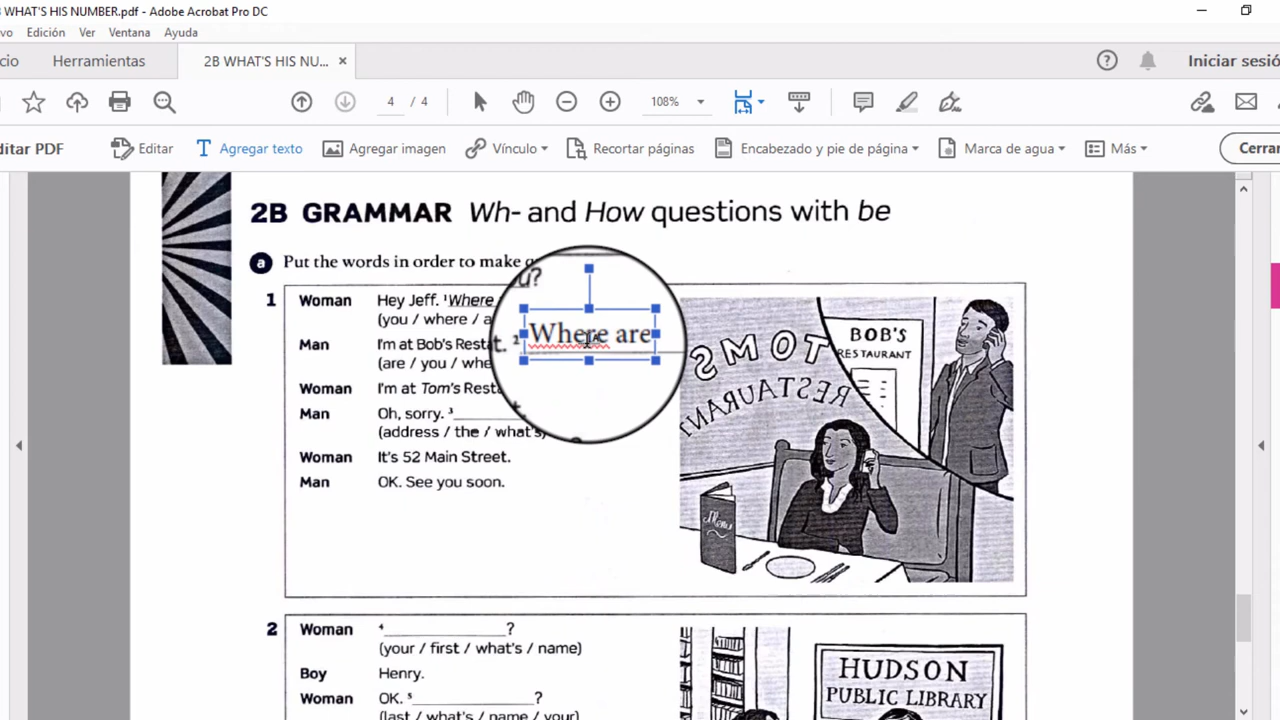 WHAT'S HIS NUMBER.pdf - Adobe Acrobat Pro DC
vo Edición Ver Ventana Ayuda
cio Herramientas 2B WHAT'S HIS NU... × Iniciar sesió
4 / 4 108%
ditar PDF Editar Agregar texto Agregar imagen Vínculo Recortar páginas Encabezado y pie de página Marca de agua Más Cerrar
2B GRAMMAR Wh- and How questions with be
a Put the words in order to make
u?
1 Woman Hey Jeff. ¹Where
(you / where / a
Man I'm at Bob's Resta t. ² Where are
(are / you / whe
Woman I'm at Tom's Resta
Man Oh, sorry. ³____________
(address / the / what's)
Woman It's 52 Main Street.
Man OK. See you soon.
TOM'S
RESTAURANT
BOB'S
RESTAURANT
Menu
2 Woman ⁴____________?
(your / first / what's / name)
Boy Henry.
Woman OK. ⁵____________?
(last / what's / name / your)
HUDSON
PUBLIC LIBRARY